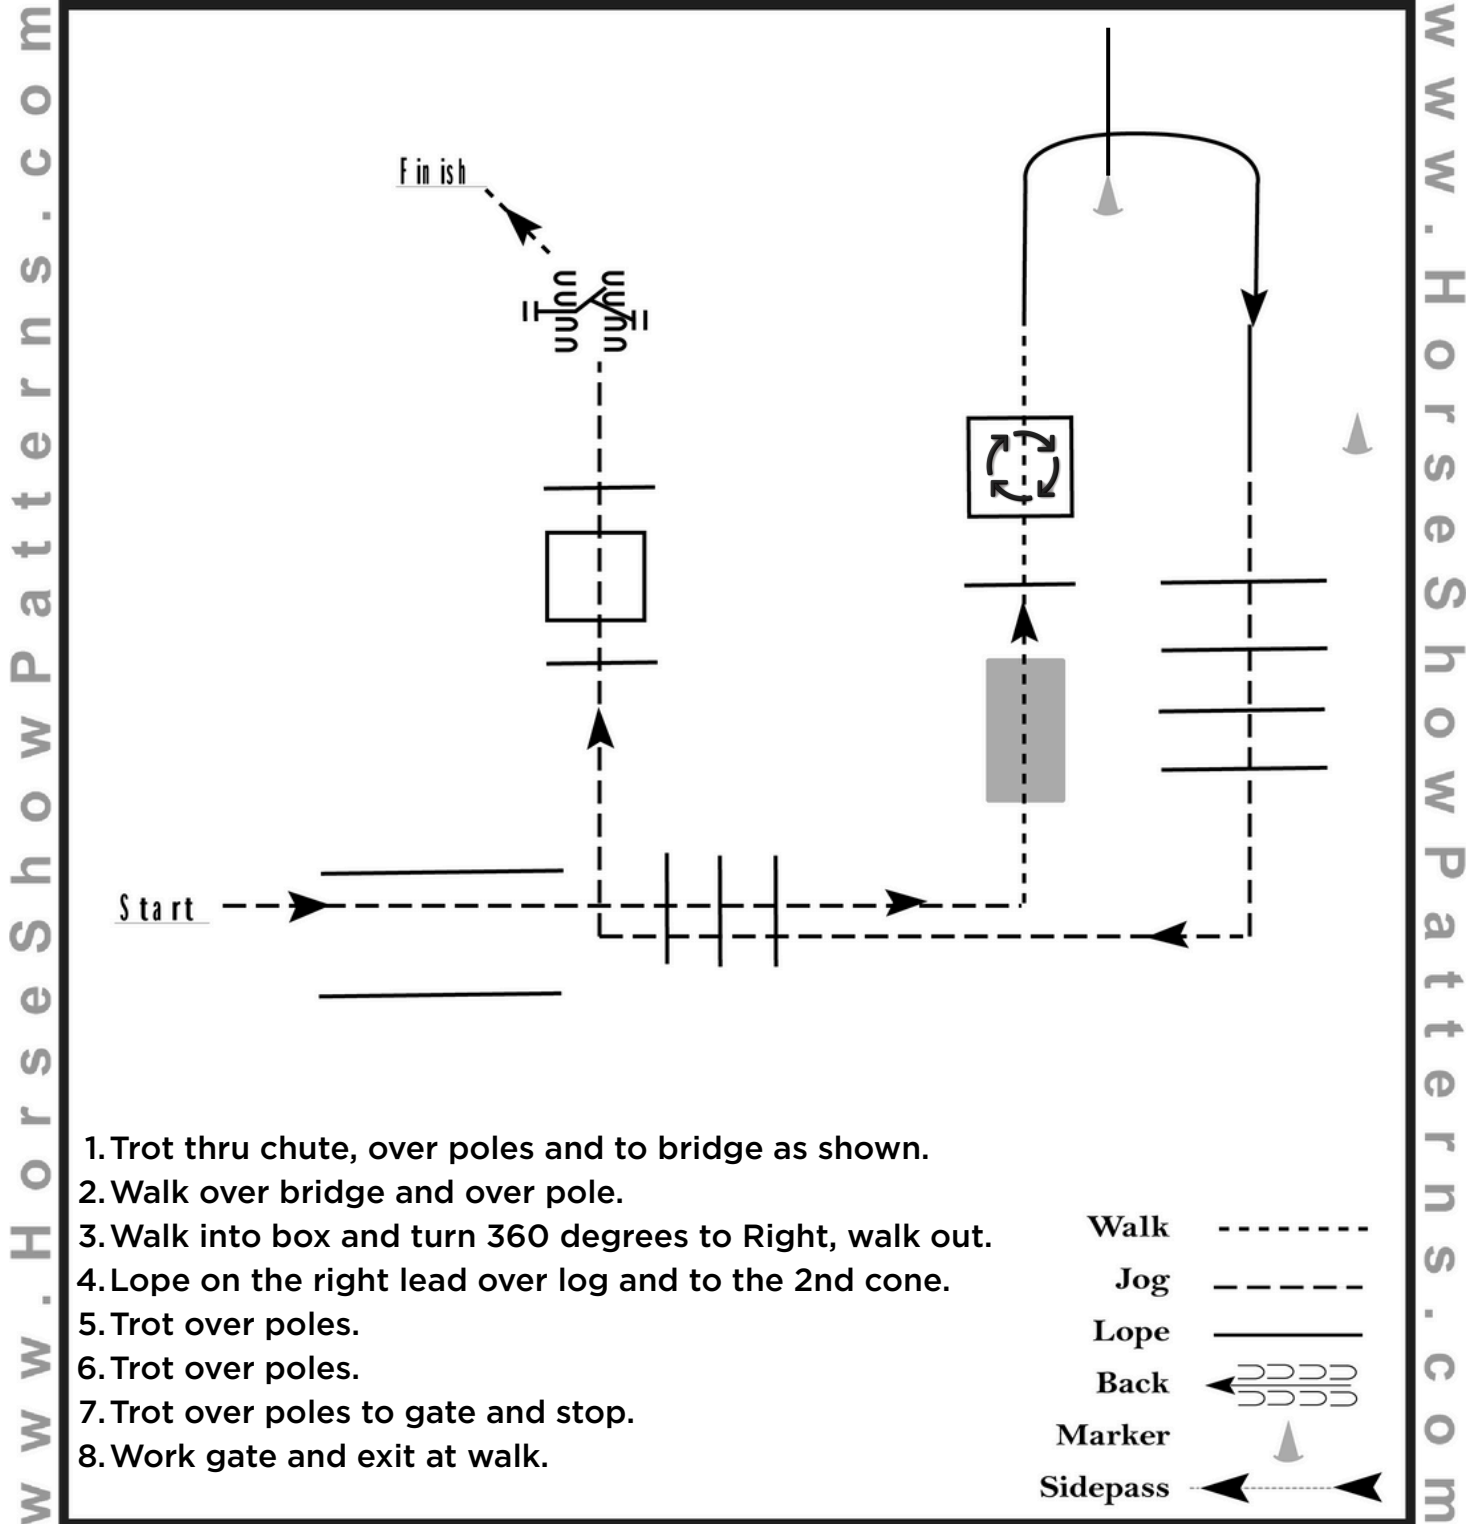 www.HorseShowPatterns.com
www.HorseShowPatterns.com
Finish
Start
1. Trot thru chute, over poles and to bridge as shown.
2. Walk over bridge and over pole.
3. Walk into box and turn 360 degrees to Right, walk out.
4. Lope on the right lead over log and to the 2nd cone.
5. Trot over poles.
6. Trot over poles.
7. Trot over poles to gate and stop.
8. Work gate and exit at walk.
Walk
Jog
Lope
Back
Marker
Sidepass